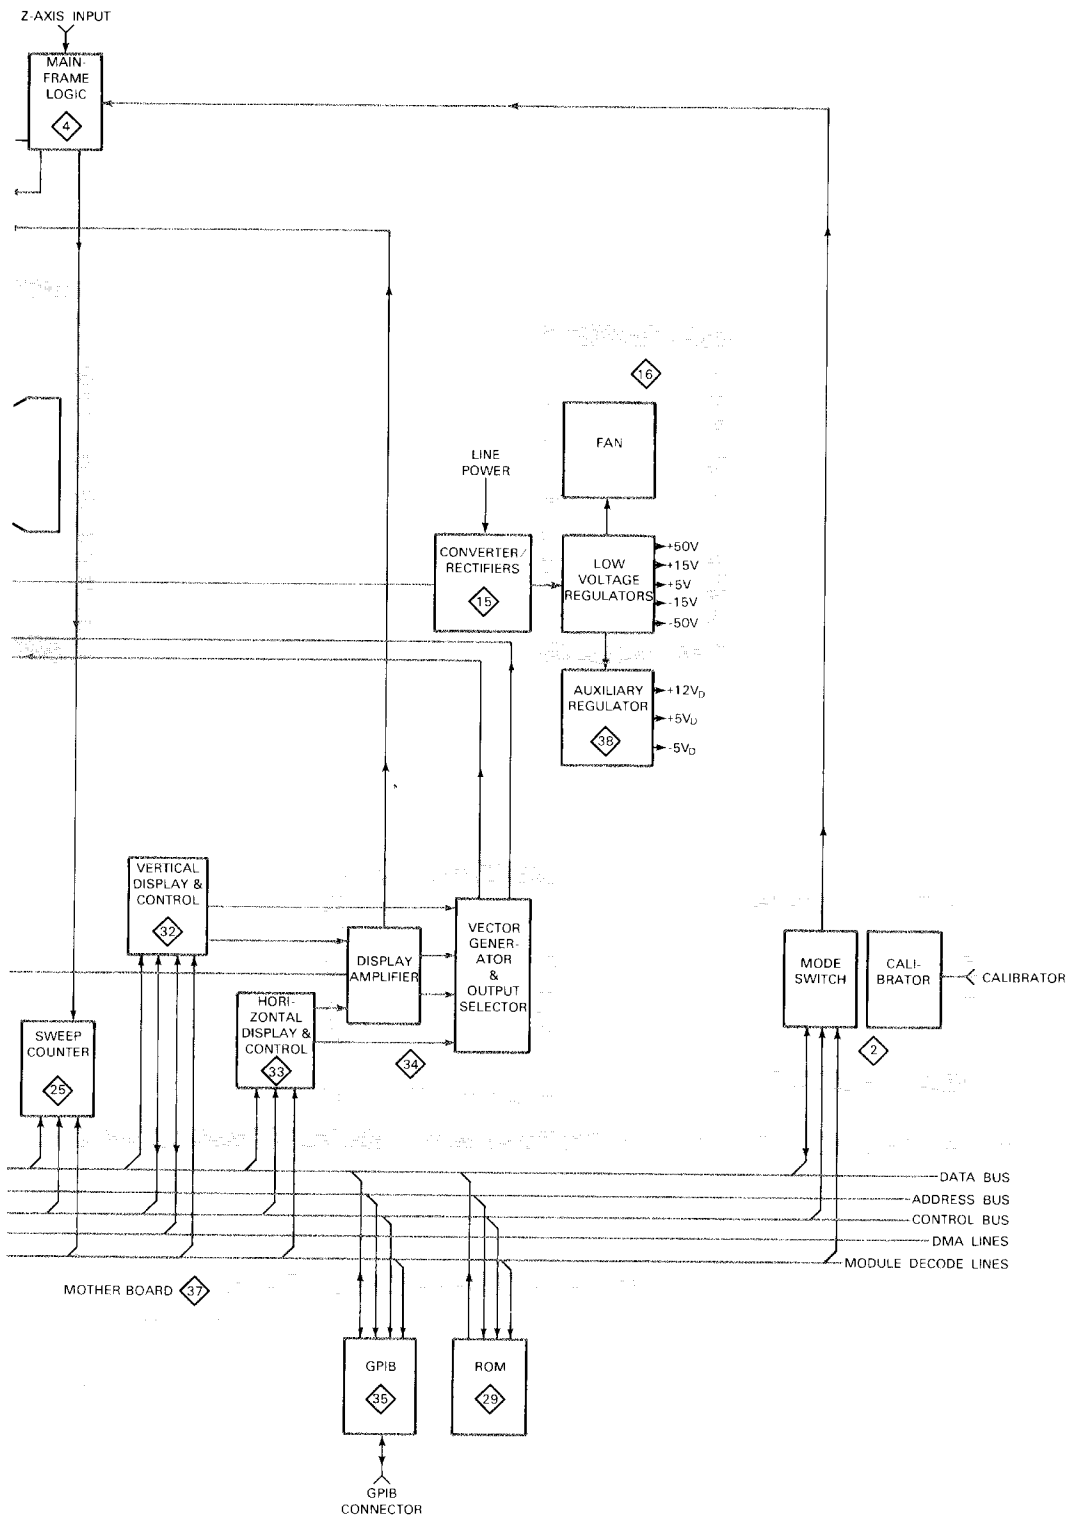 Z-AXIS INPUT
MAIN-
FRAME
LOGIC
4
16
FAN
LINE
POWER
CONVERTER/
RECTIFIERS
15
LOW
VOLTAGE
REGULATORS
+50V
+15V
+5V
-15V
-50V
AUXILIARY
REGULATOR
38
+12VD
+5VD
-5VD
VERTICAL
DISPLAY &
CONTROL
32
DISPLAY
AMPLIFIER
VECTOR
GENER-
ATOR
&
OUTPUT
SELECTOR
34
HORI-
ZONTAL
DISPLAY &
CONTROL
33
SWEEP
COUNTER
25
MODE
SWITCH
CALI-
BRATOR
CALIBRATOR
2
DATA BUS
ADDRESS BUS
CONTROL BUS
DMA LINES
MODULE DECODE LINES
MOTHER BOARD 37
GPIB
35
ROM
29
GPIB
CONNECTOR